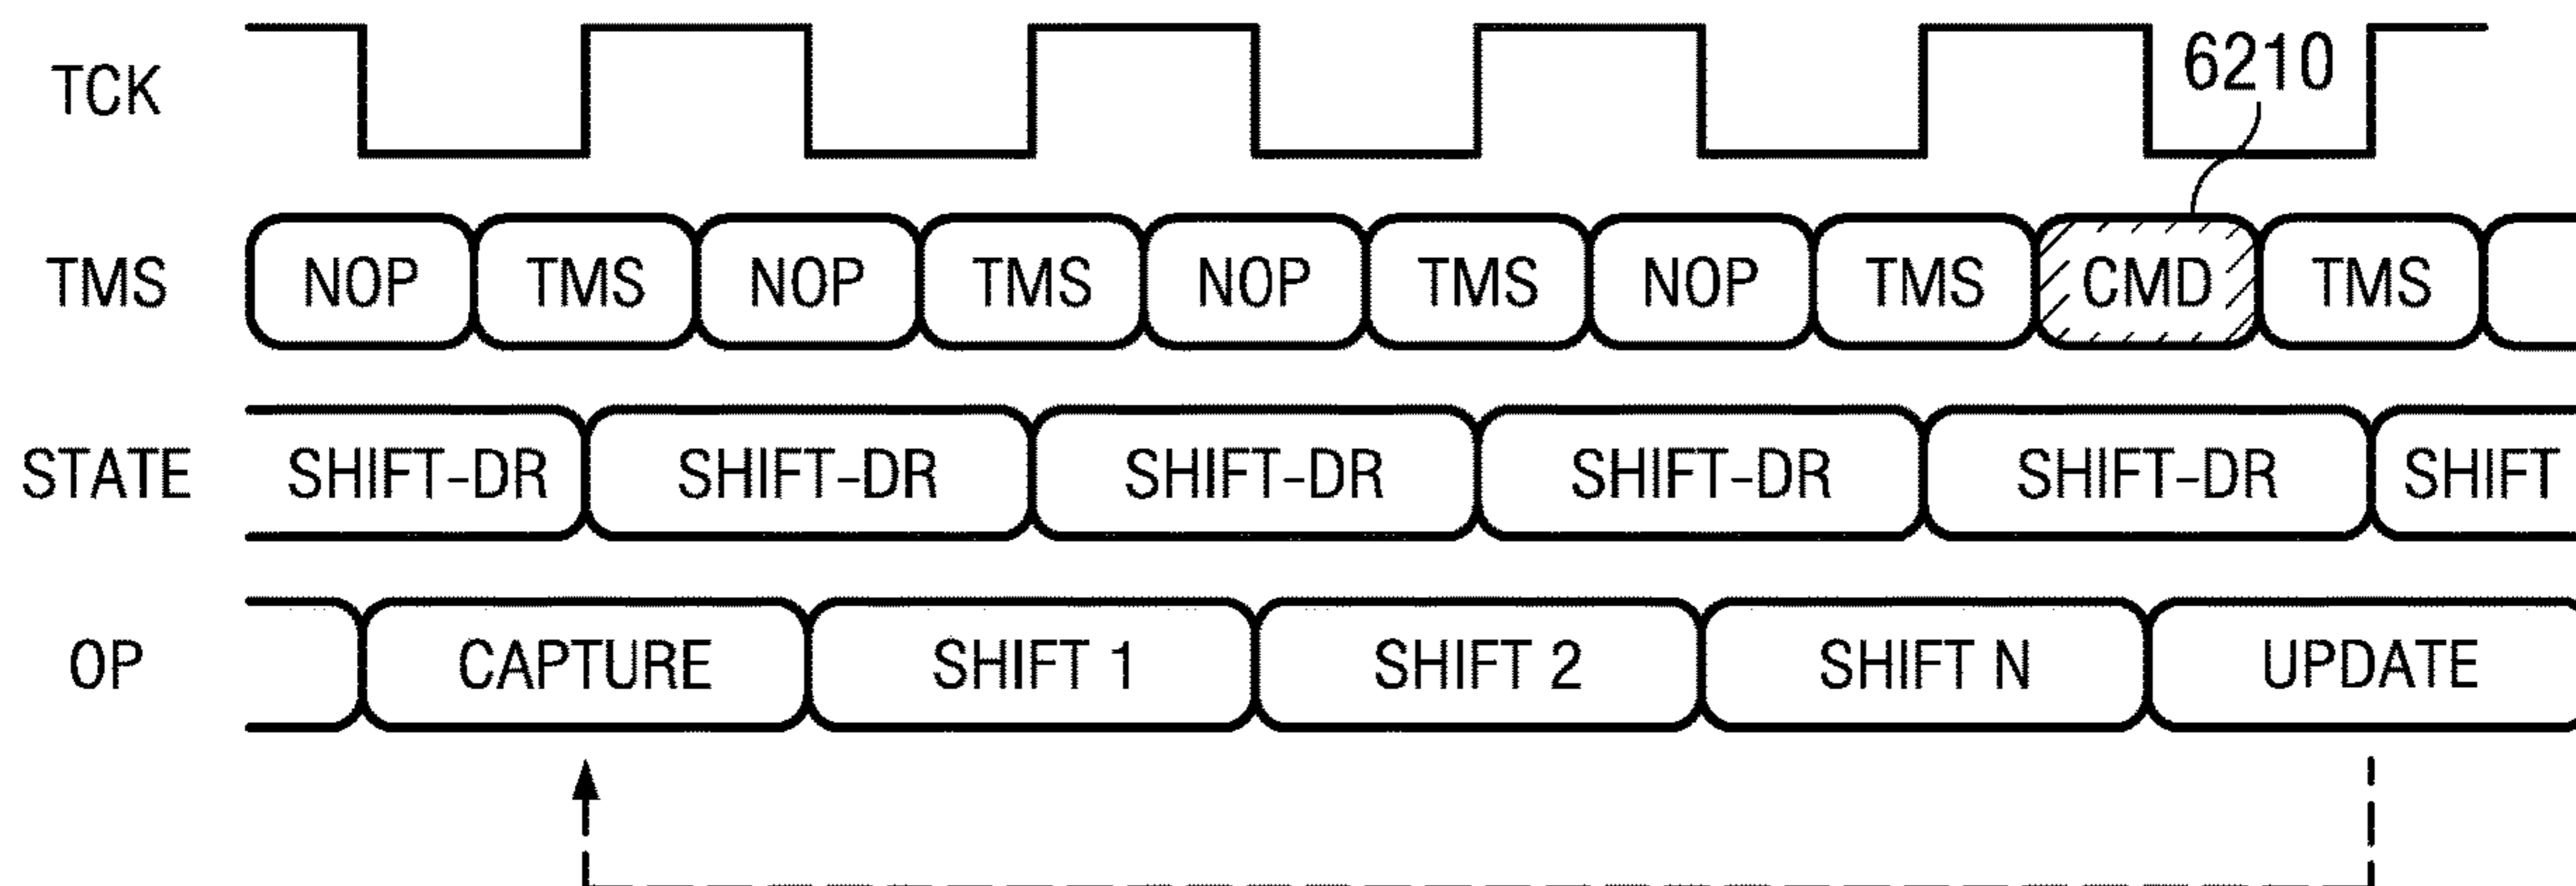 TCK 6210
TMS NOP TMS NOP TMS NOP TMS NOP TMS CMD TMS
STATE SHIFT-DR SHIFT-DR SHIFT-DR SHIFT-DR SHIFT-DR SHIFT
OP CAPTURE SHIFT 1 SHIFT 2 SHIFT N UPDATE